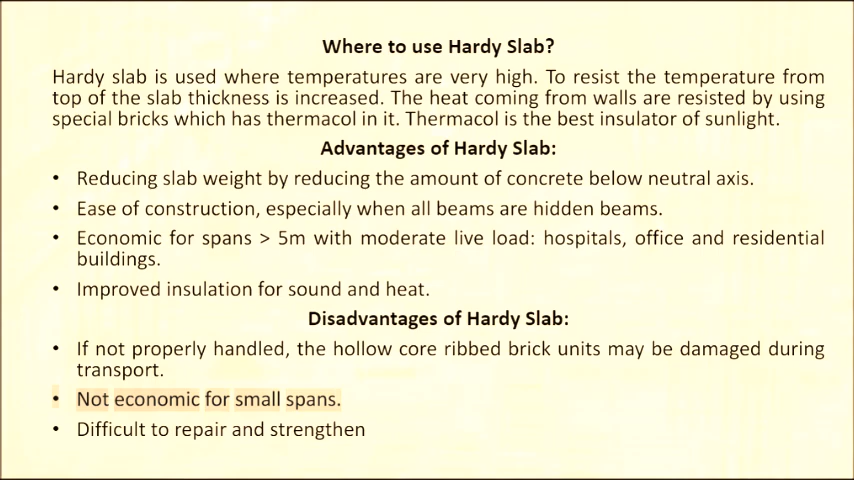 Where to use Hardy Slab?
Hardy slab is used where temperatures are very high. To resist the temperature from
top of the slab thickness is increased. The heat coming from walls are resisted by using
special bricks which has thermacol in it. Thermacol is the best insulator of sunlight.
Advantages of Hardy Slab:
• Reducing slab weight by reducing the amount of concrete below neutral axis.
• Ease of construction, especially when all beams are hidden beams.
• Economic for spans > 5m with moderate live load: hospitals, office and residential
buildings.
• Improved insulation for sound and heat.
Disadvantages of Hardy Slab:
• If not properly handled, the hollow core ribbed brick units may be damaged during
transport.
• Not economic for small spans.
• Difficult to repair and strengthen